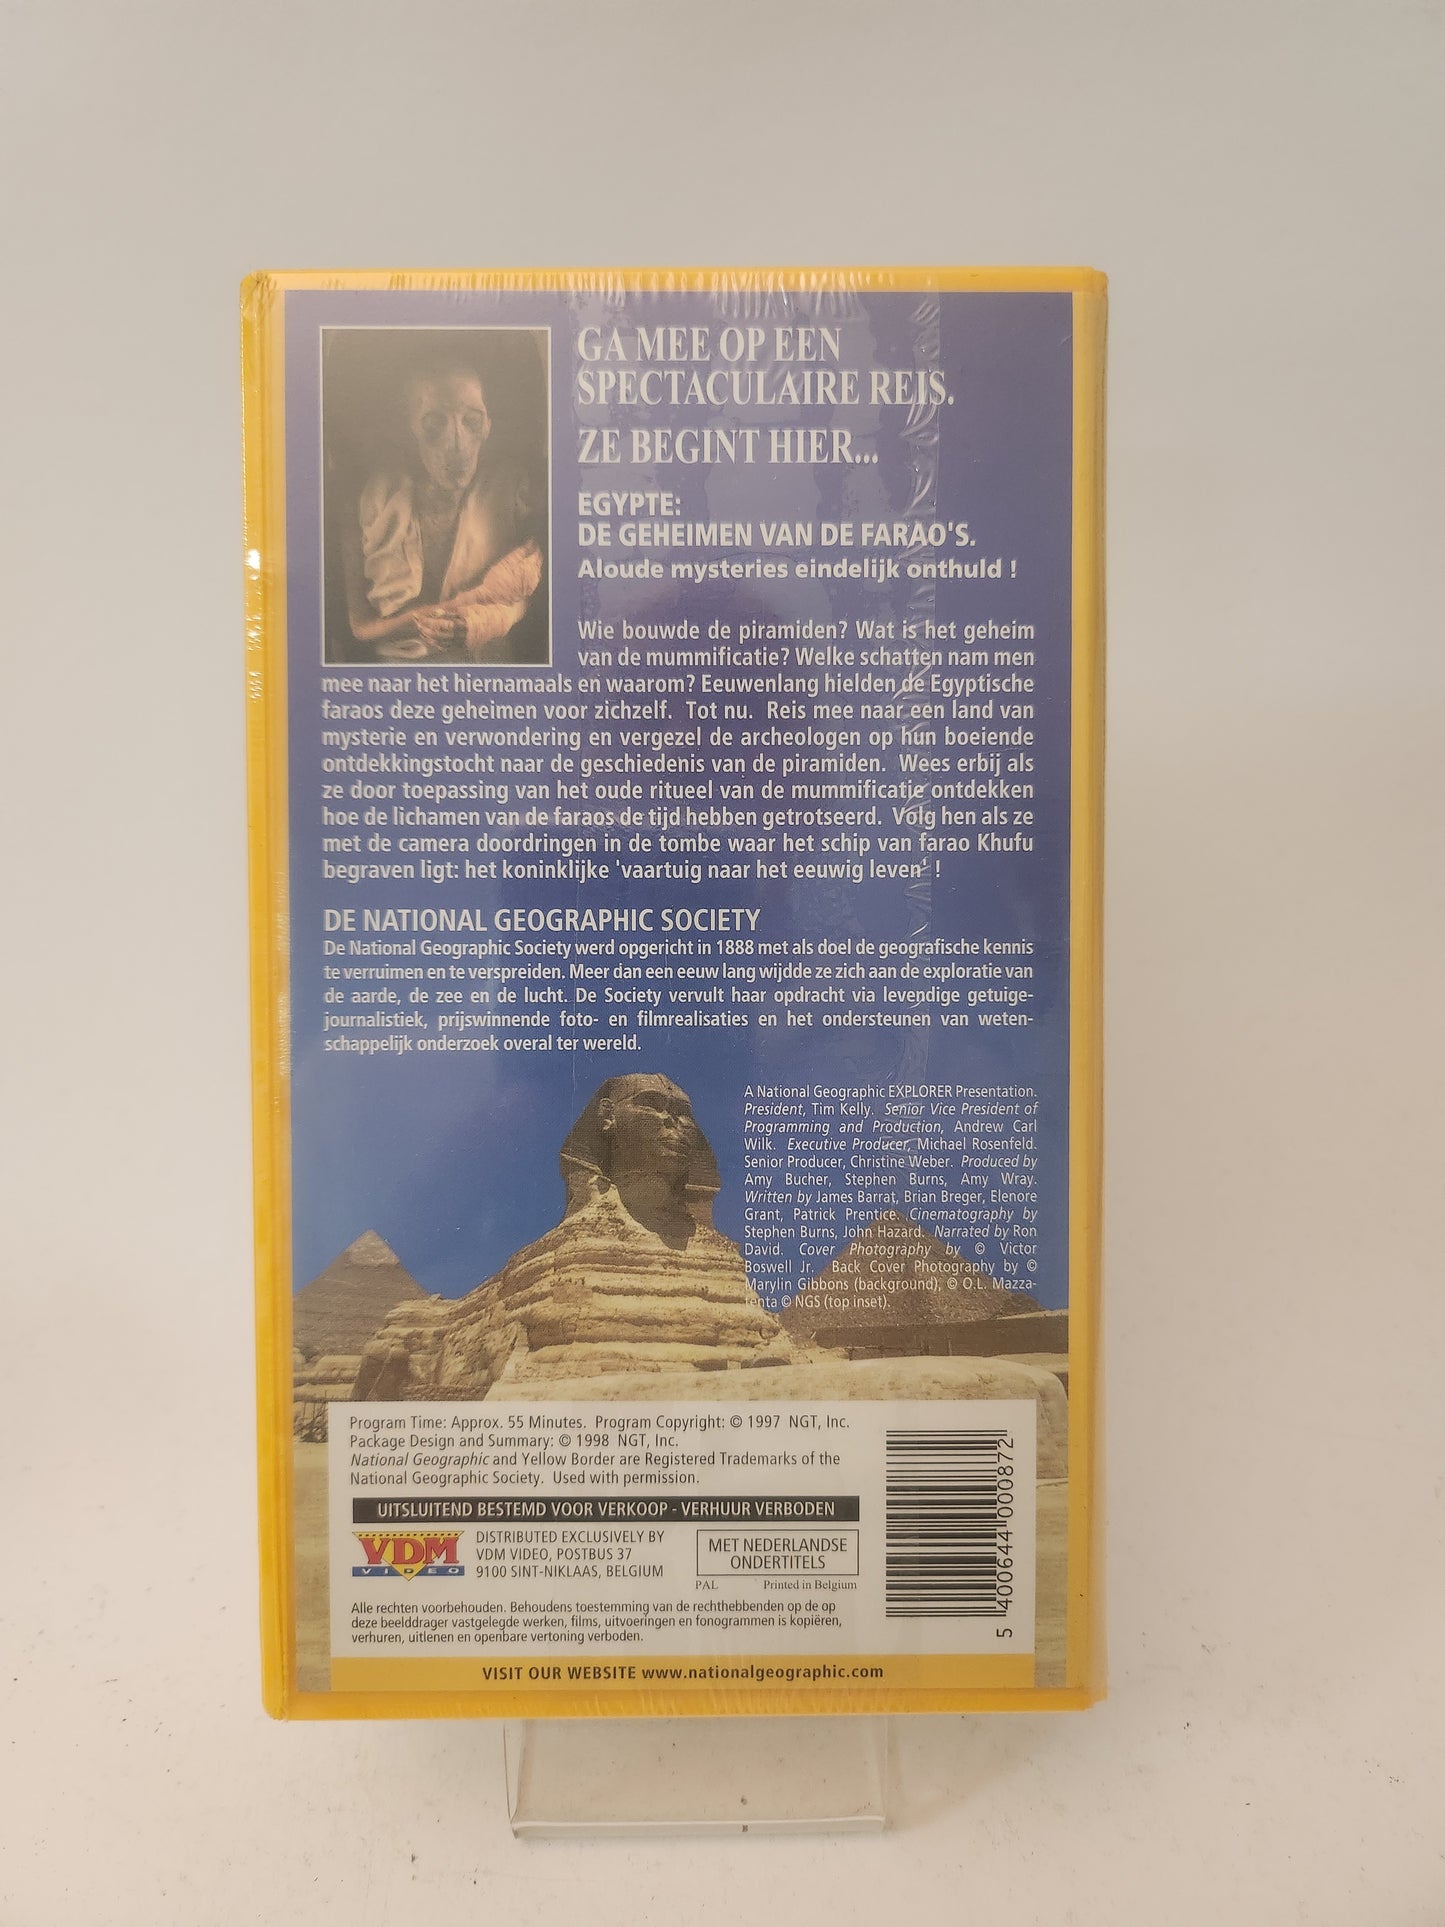 GA MEE OP EEN
SPECTACULAIRE REIS.
ZE BEGINT HIER...
EGYPTE:
DE GEHEIMEN VAN DE FARAO'S.
Aloude mysteries eindelijk onthuld !
Wie bouwde de piramiden? Wat is het geheim
van de mummificatie? Welke schatten nam men
mee naar het hiernamaals en waarom? Eeuwenlang hielden de Egyptische
faraos deze geheimen voor zichzelf. Tot nu. Reis mee naar een land van
mysterie en verwondering en vergezel de archeologen op hun boeiende
ontdekkingstocht naar de geschiedenis van de piramiden. Wees erbij als
ze door toepassing van het oude ritueel van de mummificatie ontdekken
hoe de lichamen van de faraos de tijd hebben getrotseerd. Volg hen als ze
met de camera doordringen in de tombe waar het schip van farao Khufu
begraven ligt: het koninklijke 'vaartuig naar het eeuwig leven' !
DE NATIONAL GEOGRAPHIC SOCIETY
De National Geographic Society werd opgericht in 1888 met als doel de geografische kennis
te verruimen en te verspreiden. Meer dan een eeuw lang wijdde ze zich aan de exploratie van
de aarde, de zee en de lucht. De Society vervult haar opdracht via levendige getuige-
journalistiek, prijswinnende foto- en filmrealisaties en het ondersteunen van weten-
schappelijk onderzoek overal ter wereld.
A National Geographic EXPLORER Presentation.
President, Tim Kelly. Senior Vice President of
Programming and Production, Andrew Carl
Wilk. Executive Producer, Michael Rosenfeld.
Senior Producer, Christine Weber. Produced by
Amy Bucher, Stephen Burns, Amy Wray.
Written by James Barrat, Brian Breger, Elenore
Grant, Patrick Prentice. Cinematography by
Stephen Burns, John Hazard. Narrated by Ron
David. Cover Photography by © Victor
Boswell Jr. Back Cover Photography by ©
Marylin Gibbons (background), © O.L. Mazza-
tenta © NGS (top inset).
Program Time: Approx. 55 Minutes. Program Copyright: © 1997 NGT, Inc.
Package Design and Summary: © 1998 NGT, Inc.
National Geographic and Yellow Border are Registered Trademarks of the
National Geographic Society. Used with permission.
UITSLUITEND BESTEMD VOOR VERKOOP - VERHUUR VERBODEN
VDM
VIDEO
DISTRIBUTED EXCLUSIVELY BY
VDM VIDEO, POSTBUS 37
9100 SINT-NIKLAAS, BELGIUM
MET NEDERLANDSE
ONDERTITELS
PAL Printed in Belgium
Alle rechten voorbehouden. Behoudens toestemming van de rechthebbenden op de op
deze beelddrager vastgelegde werken, films, uitvoeringen en fonogrammen is kopiëren,
verhuren, uitlenen en openbare vertoning verboden.
5 400644 000872
VISIT OUR WEBSITE www.nationalgeographic.com